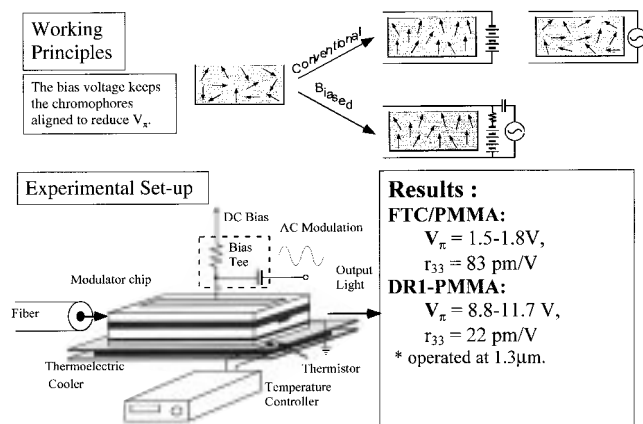 Working
Principles
The bias voltage keeps
the chromophores
aligned to reduce Vπ.
Conventional
Biased
Experimental Set-up
DC Bias
AC Modulation
Bias
Tee
Modulator chip
Output
Light
Fiber
Thermoelectric
Cooler
Thermistor
Temperature
Controller
Results :
FTC/PMMA:
Vπ = 1.5-1.8V,
r33 = 83 pm/V
DR1-PMMA:
Vπ = 8.8-11.7 V,
r33 = 22 pm/V
* operated at 1.3μm.